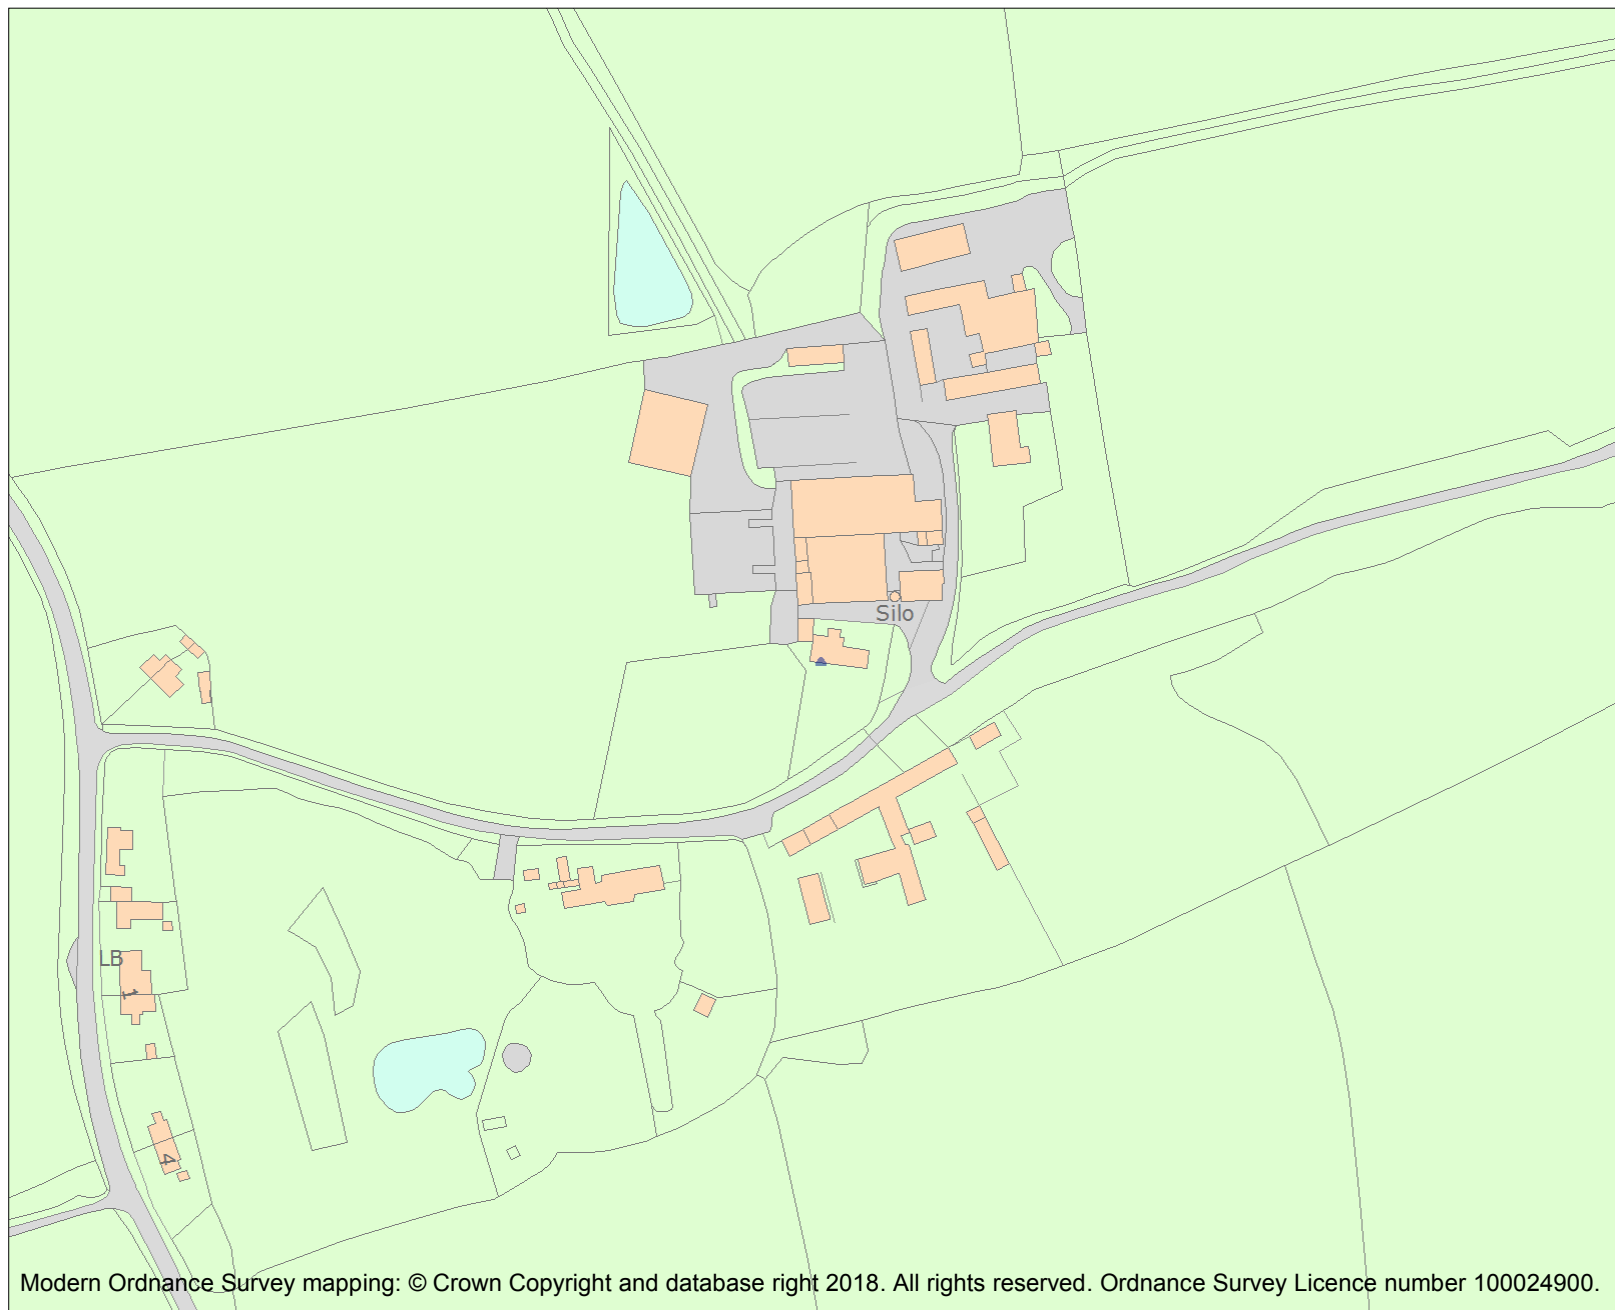 Silo
LB
1
4
Modern Ordnance Survey mapping: © Crown Copyright and database right 2018. All rights reserved. Ordnance Survey Licence number 100024900.